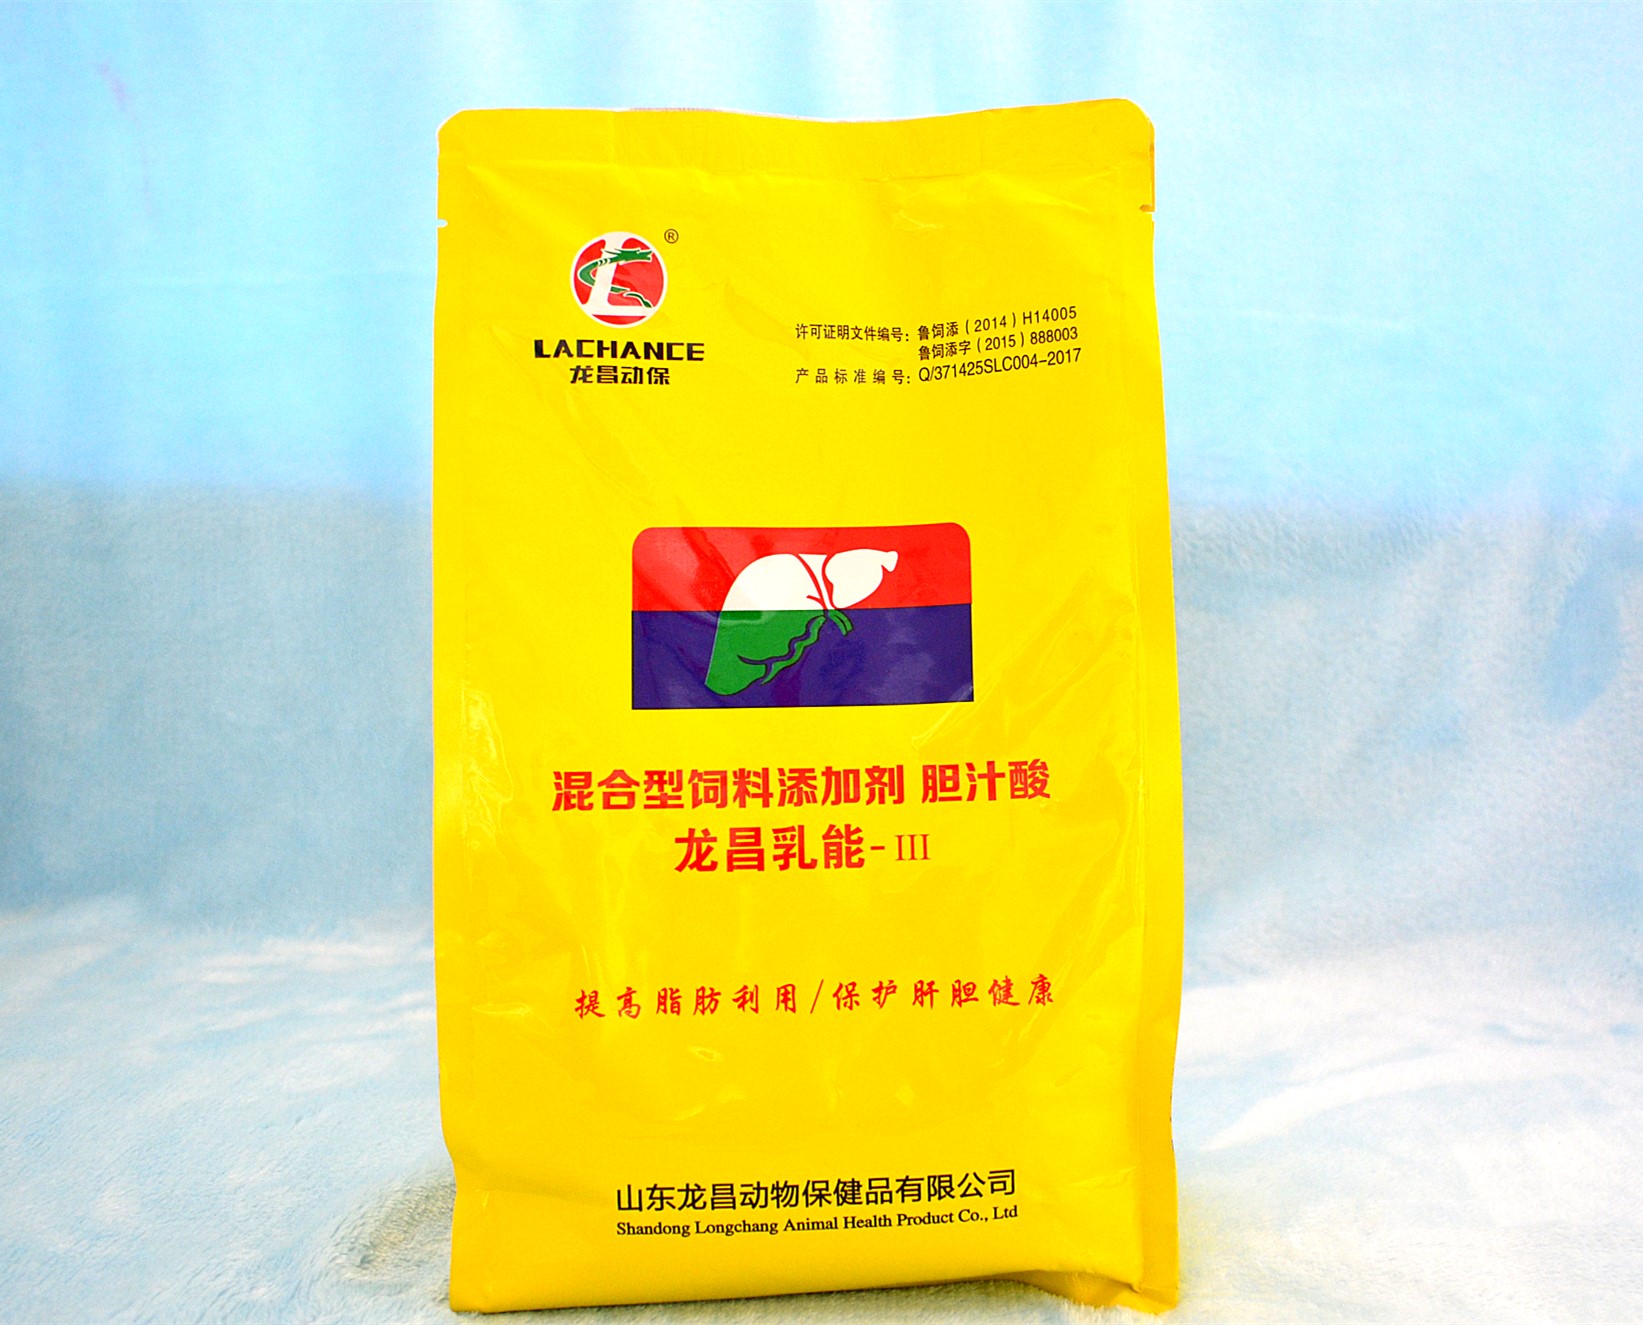 ®
LACHANCE
龙昌动保
许可证明文件编号：鲁饲添（2014）H14005
鲁饲添字（2015）888003
产品标准编号：Q/371425SLC004-2017
混合型饲料添加剂 胆汁酸
龙昌乳能-III
提高脂肪利用/保护肝胆健康
山东龙昌动物保健品有限公司
Shandong Longchang Animal Health Product Co., Ltd